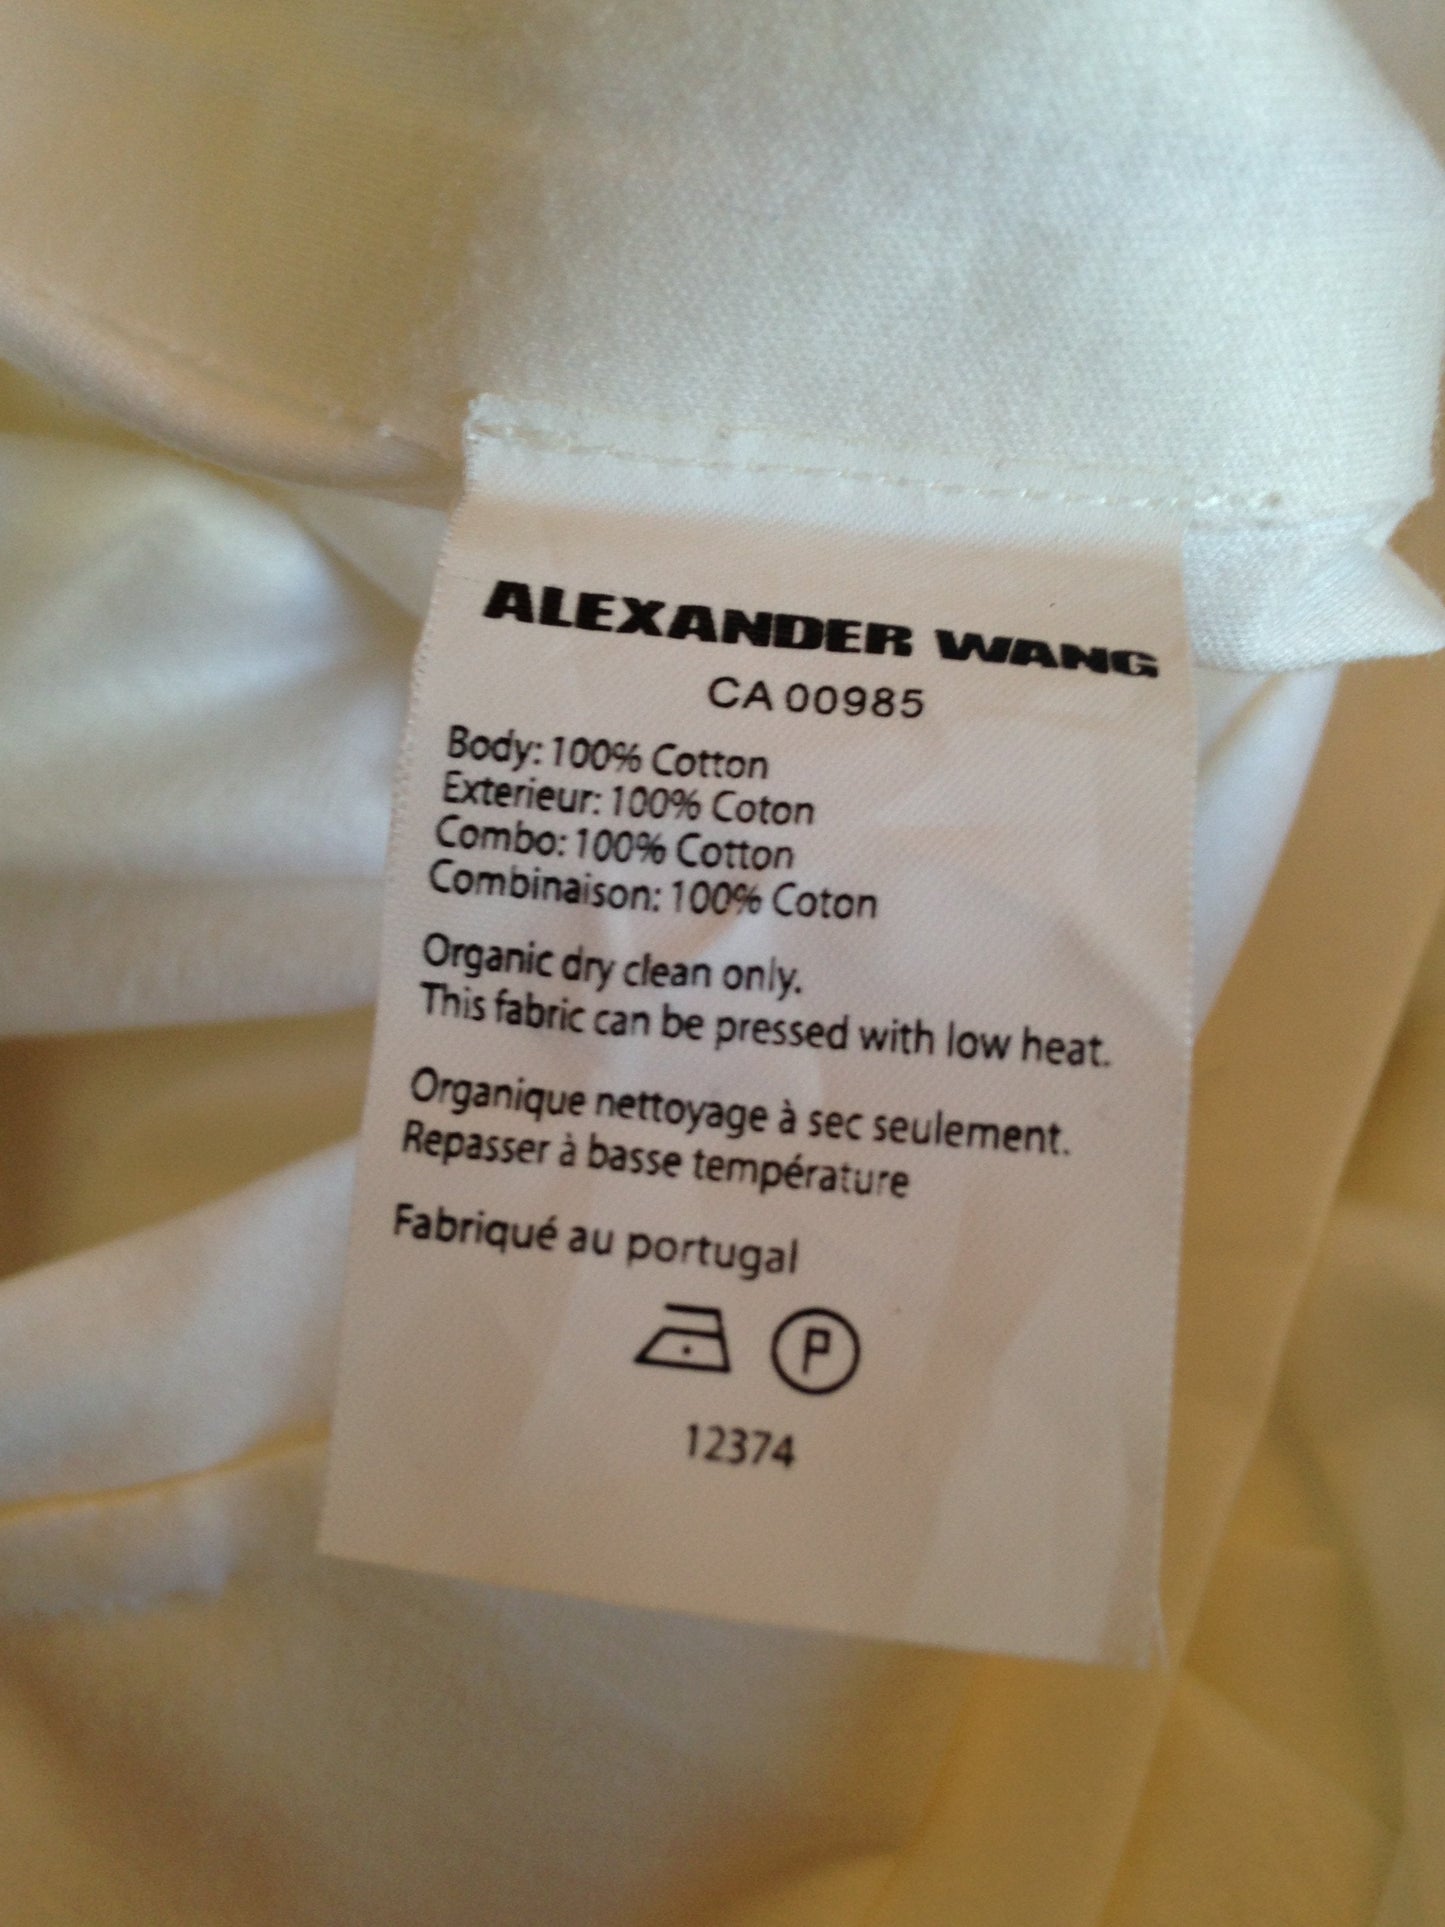 ALEXANDER WANG
CA 00985
Body: 100% Cotton
Exterieur: 100% Coton
Combo: 100% Cotton
Combinaison: 100% Coton
Organic dry clean only.
This fabric can be pressed with low heat.
Organique nettoyage à sec seulement.
Repasser à basse température
Fabriqué au portugal
P
12374